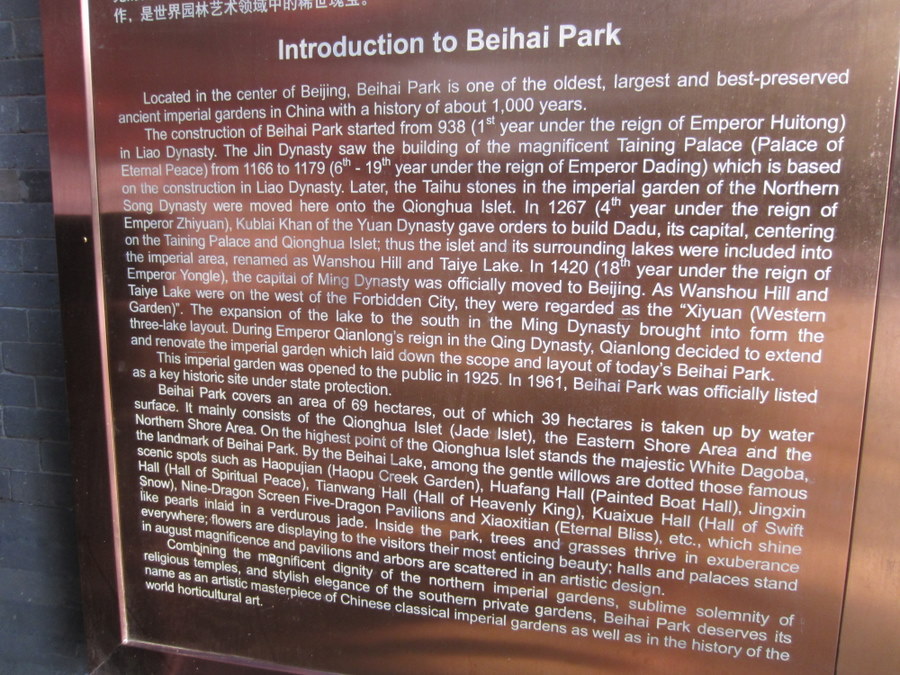 作，是世界园林艺术领域中的稀世瑰宝。
Introduction to Beihai Park
Located in the center of Beijing, Beihai Park is one of the oldest, largest and best-preserved
ancient imperial gardens in China with a history of about 1,000 years.
The construction of Beihai Park started from 938 (1st year under the reign of Emperor Huitong)
in Liao Dynasty. The Jin Dynasty saw the building of the magnificent Taining Palace (Palace of
Eternal Peace) from 1166 to 1179 (6th - 19th year under the reign of Emperor Dading) which is based
on the construction in Liao Dynasty. Later, the Taihu stones in the imperial garden of the Northern
Song Dynasty were moved here onto the Qionghua Islet. In 1267 (4th year under the reign of
Emperor Zhiyuan), Kublai Khan of the Yuan Dynasty gave orders to build Dadu, its capital, centering
on the Taining Palace and Qionghua Islet; thus the islet and its surrounding lakes were included into
the imperial area, renamed as Wanshou Hill and Taiye Lake. In 1420 (18th year under the reign of
Emperor Yongle), the capital of Ming Dynasty was officially moved to Beijing. As Wanshou Hill and
Taiye Lake were on the west of the Forbidden City, they were regarded as the “Xiyuan (Western
Garden)”. The expansion of the lake to the south in the Ming Dynasty brought into form the
three-lake layout. During Emperor Qianlong's reign in the Qing Dynasty, Qianlong decided to extend
and renovate the imperial garden which laid down the scope and layout of today's Beihai Park.
This imperial garden was opened to the public in 1925. In 1961, Beihai Park was officially listed
as a key historic site under state protection.
Beihai Park covers an area of 69 hectares, out of which 39 hectares is taken up by water
surface. It mainly consists of the Qionghua Islet (Jade Islet), the Eastern Shore Area and the
Northern Shore Area. On the highest point of the Qionghua Islet stands the majestic White Dagoba,
the landmark of Beihai Park. By the Beihai Lake, among the gentle willows are dotted those famous
scenic spots such as Haopujian (Haopu Creek Garden), Huafang Hall (Painted Boat Hall), Jingxin
Hall (Hall of Spiritual Peace), Tianwang Hall (Hall of Heavenly King), Kuaixue Hall (Hall of Swift
Snow), Nine-Dragon Screen Five-Dragon Pavilions and Xiaoxitian (Eternal Bliss), etc., which shine
like pearls inlaid in a verdurous jade. Inside the park, trees and grasses thrive in exuberance
everywhere; flowers are displaying to the visitors their most enticing beauty; halls and palaces stand
in august magnificence and pavilions and arbors are scattered in an artistic design.
Combining the magnificent dignity of the northern imperial gardens, sublime solemnity of
religious temples, and stylish elegance of the southern private gardens, Beihai Park deserves its
name as an artistic masterpiece of Chinese classical imperial gardens as well as in the history of the
world horticultural art.